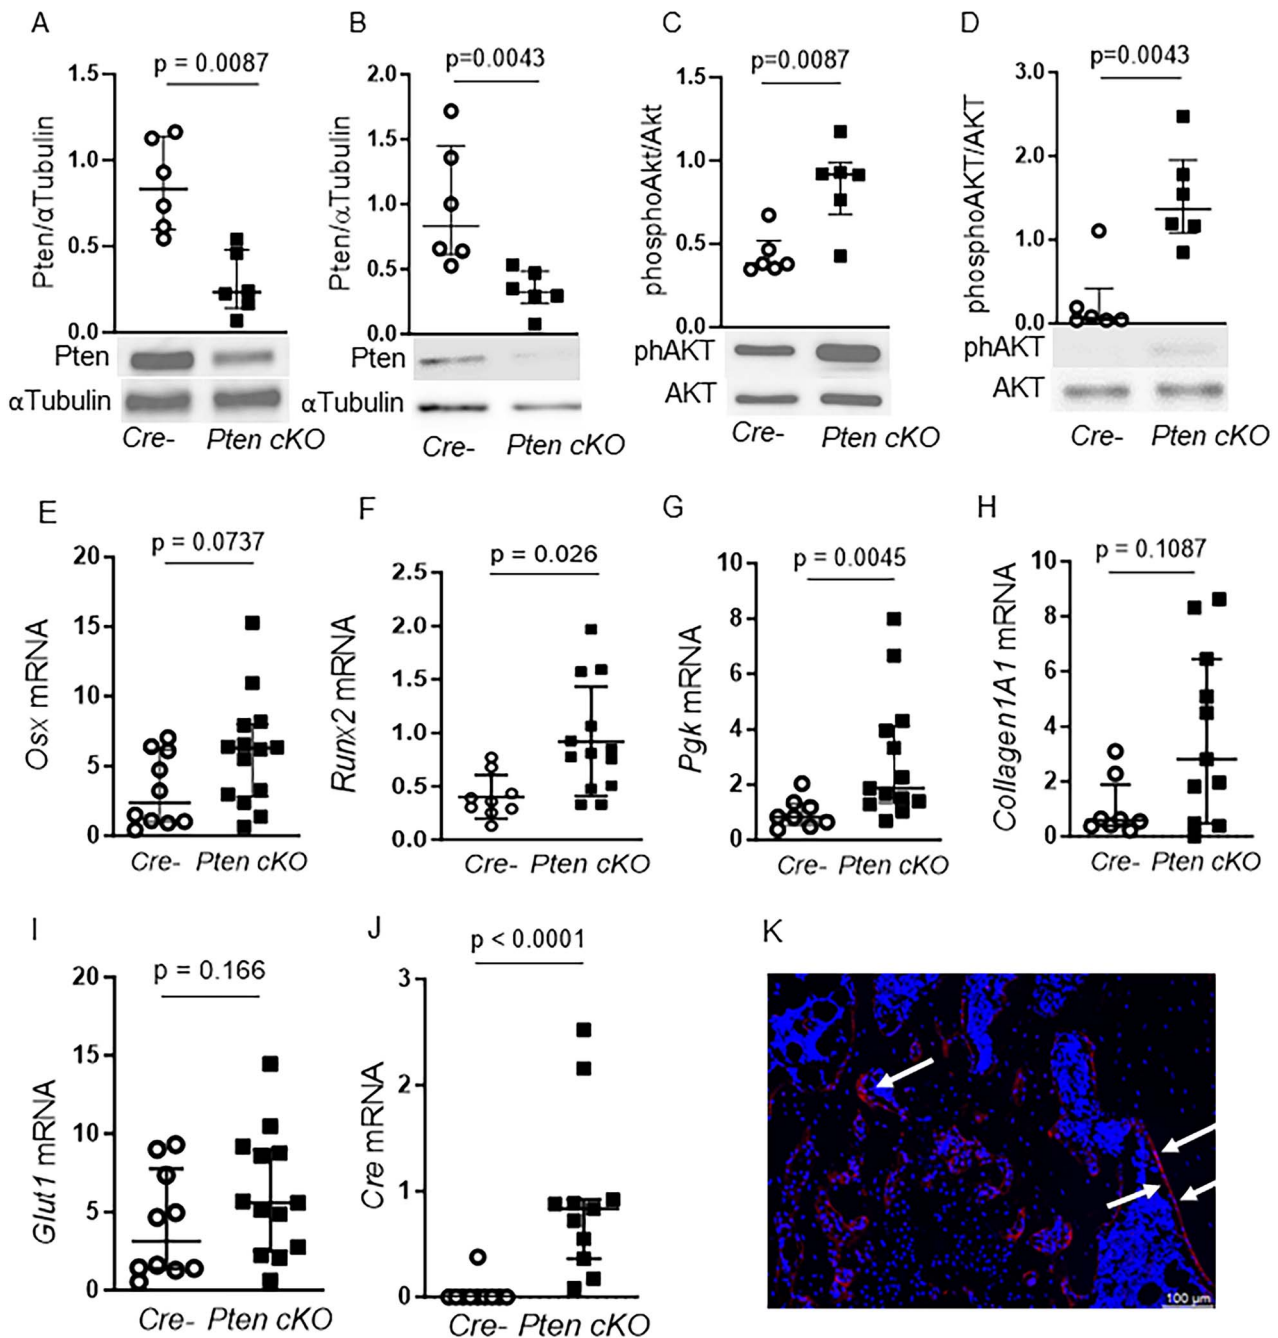 A
p = 0.0087
Pten/αTubulin
1.5
1.0
0.5
0.0
Pten
αTubulin
Cre- Pten cKO
B
p=0.0043
Pten/αTubulin
2.0
1.5
1.0
0.5
0.0
Pten
αTubulin
Cre- Pten cKO
C
p=0.0087
phosphoAkt/Akt
1.5
1.0
0.5
0.0
phAKT
AKT
Cre- Pten cKO
D
p=0.0043
phosphoAKT/AKT
3.0
2.0
1.0
0.0
phAKT
AKT
Cre- Pten cKO
E
p = 0.0737
Osx mRNA
20
15
10
5
0
Cre- Pten cKO
F
p = 0.026
Runx2 mRNA
2.5
2.0
1.5
1.0
0.5
0.0
Cre- Pten cKO
G
p = 0.0045
Pgk mRNA
10
8
6
4
2
0
Cre- Pten cKO
H
p = 0.1087
Collagen1A1 mRNA
10
8
6
4
2
0
Cre- Pten cKO
I
p = 0.166
Glut1 mRNA
20
15
10
5
0
Cre- Pten cKO
J
p < 0.0001
Cre mRNA
3
2
1
0
Cre- Pten cKO
K
100 µm